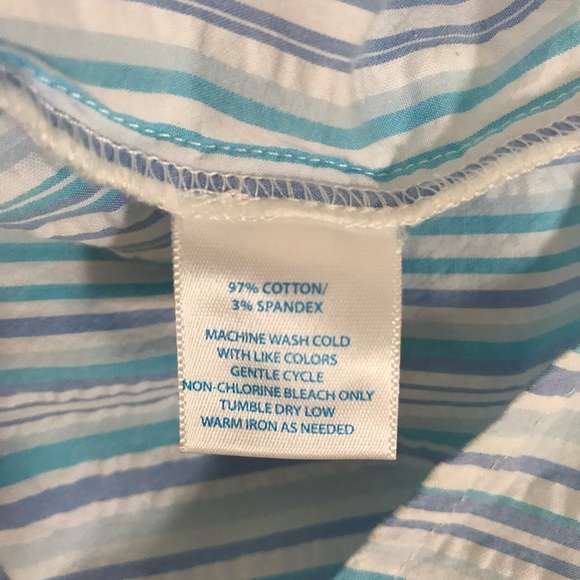 97% COTTON/
3% SPANDEX
MACHINE WASH COLD
WITH LIKE COLORS
GENTLE CYCLE
NON-CHLORINE BLEACH ONLY
TUMBLE DRY LOW
WARM IRON AS NEEDED